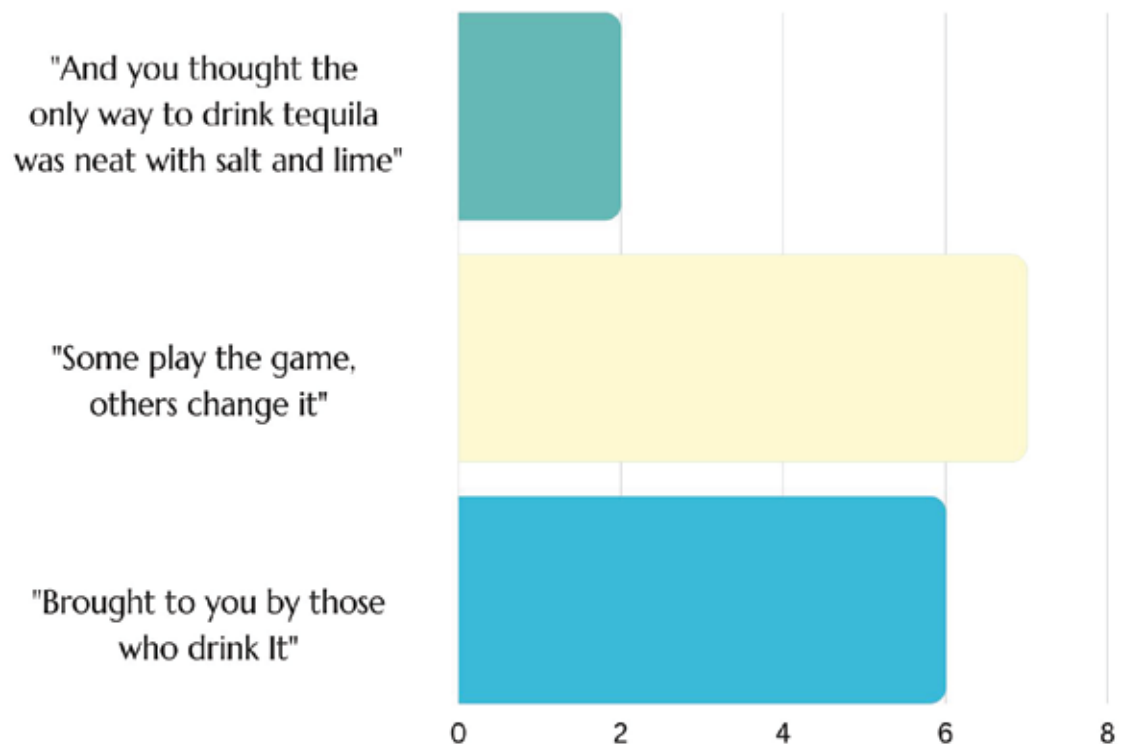 "And you thought the
only way to drink tequila
was neat with salt and lime"
"Some play the game,
others change it"
"Brought to you by those
who drink It"
0 2 4 6 8